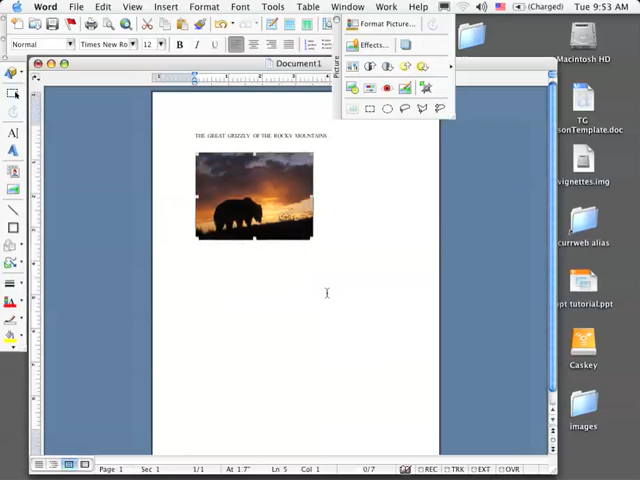 Word File Edit View Insert Format Font Tools Table Window Work Help (Charged) Tue 9:53 AM
Normal Times New Ro 12 B I U
Format Picture...
Effects...
Picture
Document1
Macintosh HD
TG
sonTemplate.doc
vignettes.img
currweb alias
ppt tutorial.ppt
Caskey
images
THE GREAT GRIZZLY OF THE ROCKY MOUNTAINS
Page 1 Sec 1 1/1 At 1.7" Ln 5 Col 1 0/7 REC TRK EXT OVR